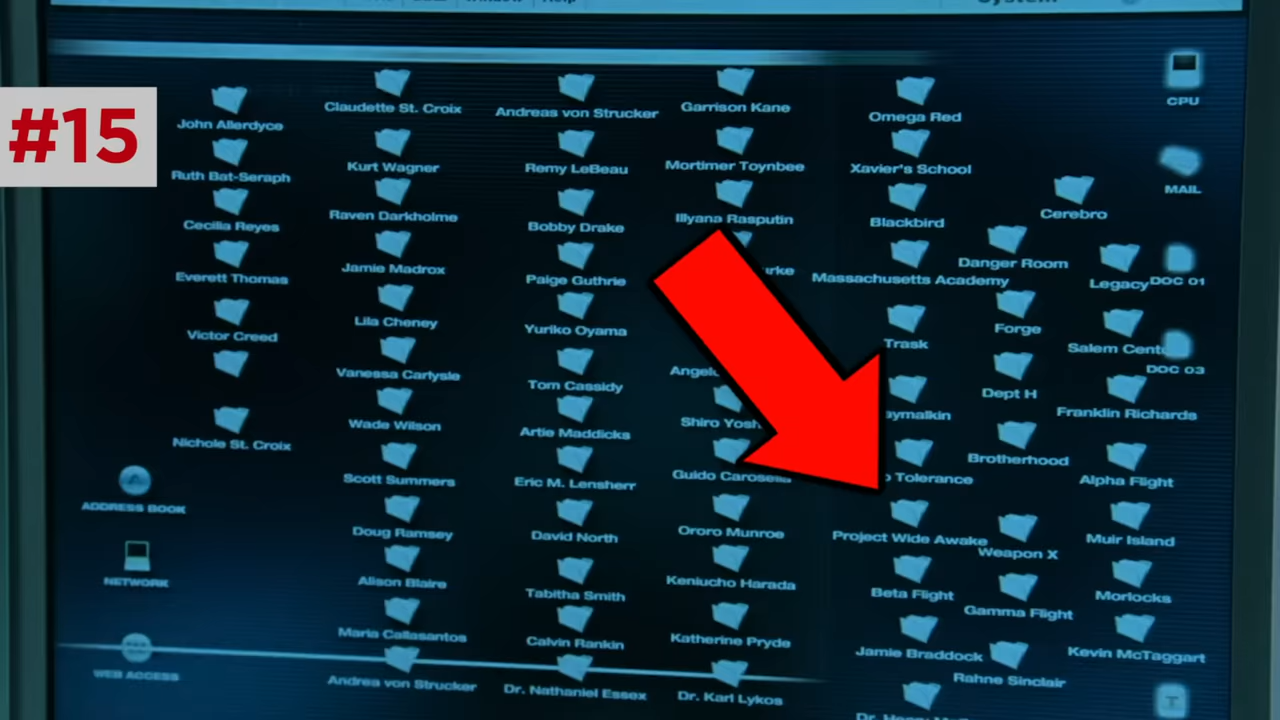 Window Help
System
#15
John Allerdyce
Ruth Bat-Seraph
Cecilia Reyes
Everett Thomas
Victor Creed
Nichole St. Croix
ADDRESS BOOK
NETWORK
WEB ACCESS
Claudette St. Croix
Kurt Wagner
Raven Darkholme
Jamie Madrox
Lila Cheney
Vanessa Carlysle
Wade Wilson
Scott Summers
Doug Ramsey
Alison Blaire
Maria Callasantos
Andrea von Strucker
Andreas von Strucker
Remy LeBeau
Bobby Drake
Paige Guthrie
Yuriko Oyama
Tom Cassidy
Artie Maddicks
Eric M. Lensherr
David North
Tabitha Smith
Calvin Rankin
Dr. Nathaniel Essex
Garrison Kane
Mortimer Toynbee
Illyana Rasputin
Shiro
Guido Carosella
Ororo Munroe
Keniucho Harada
Katherine Pryde
Dr. Karl Lykos
Omega Red
Xavier's School
Blackbird
Massachusetts Academy
Trask
Tolerance
Project Wide Awake
Beta Flight
Jamie Braddock
Cerebro
Danger Room
Forge
Dept H
Brotherhood
Weapon X
Gamma Flight
Rahne Sinclair
Legacy
Salem
Franklin Richards
Alpha Flight
Muir Island
Morlocks
Kevin McTaggart
CPU
MAIL
DOC 01
DOC 03